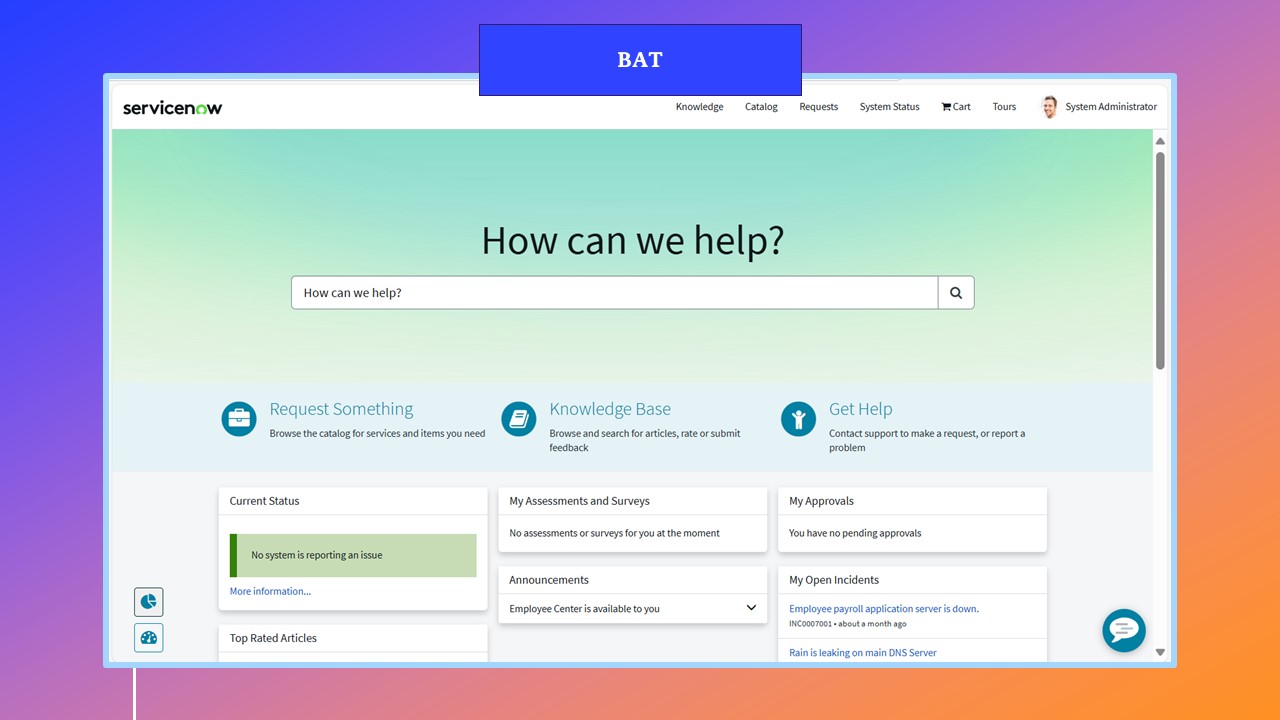 BAT
servicenow
Knowledge
Catalog
Requests
System Status
Cart
Tours
System Administrator
How can we help?
How can we help?
Request Something
Browse the catalog for services and items you need
Knowledge Base
Browse and search for articles, rate or submit
feedback
Get Help
Contact support to make a request, or report a
problem
Current Status
No system is reporting an issue
More information...
Top Rated Articles
My Assessments and Surveys
No assessments or surveys for you at the moment
Announcements
Employee Center is available to you
My Approvals
You have no pending approvals
My Open Incidents
Employee payroll application server is down.
INC0007001 • about a month ago
Rain is leaking on main DNS Server